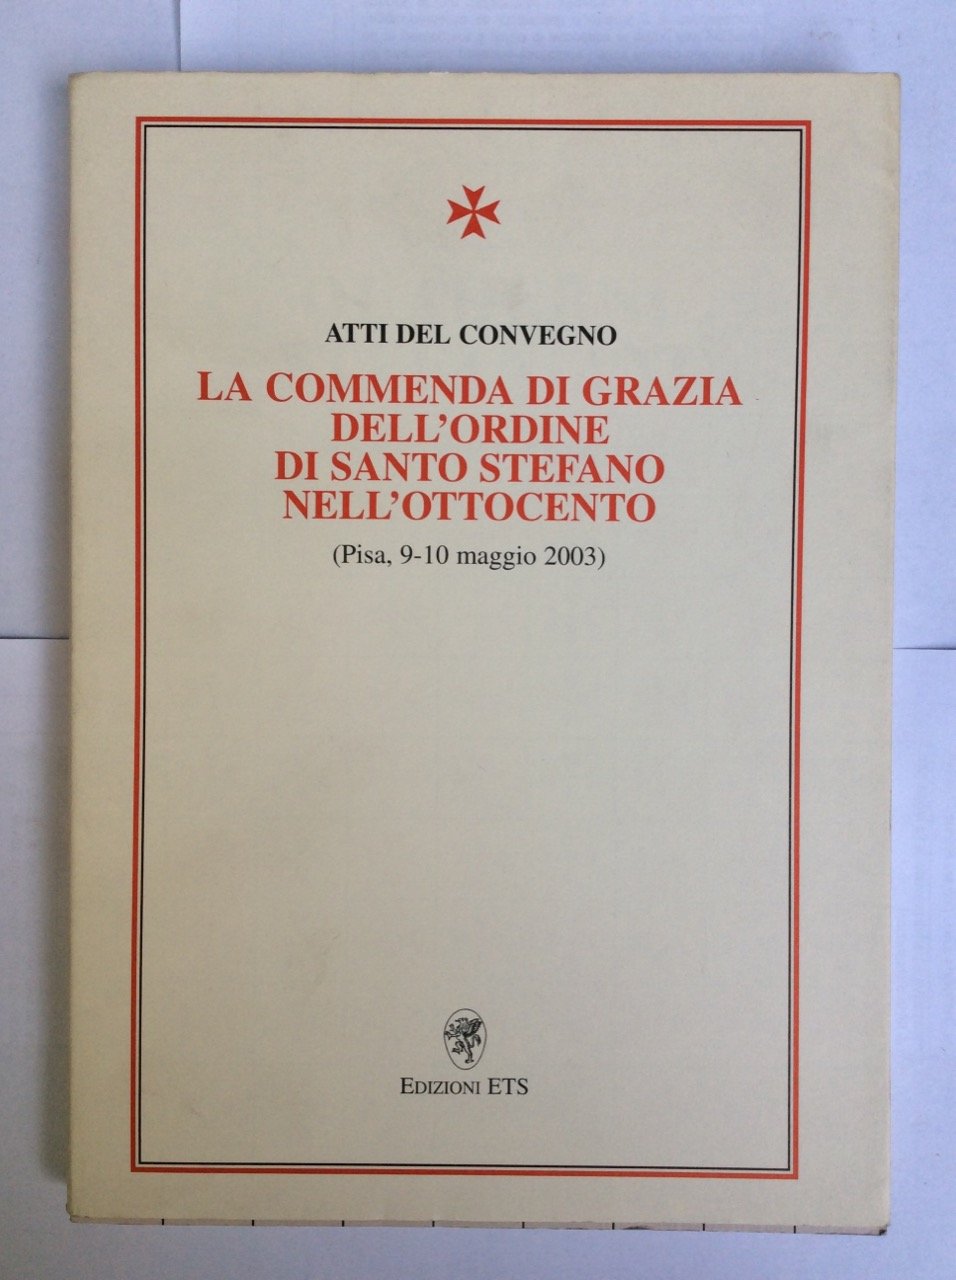 ATTI DEL CONVEGNO
LA COMMENDA DI GRAZIA
DELL'ORDINE
DI SANTO STEFANO
NELL'OTTOCENTO
(Pisa, 9-10 maggio 2003)
EDIZIONI ETS